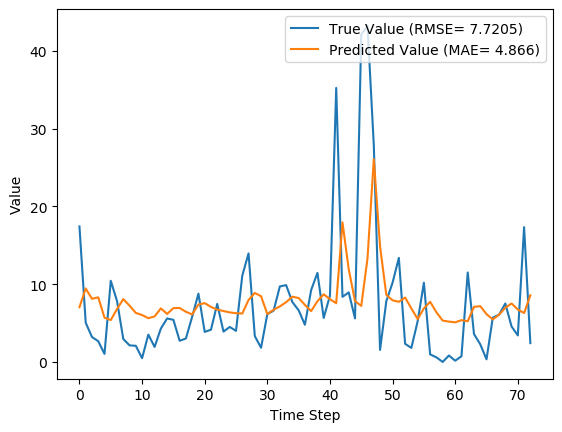 True Value (RMSE= 7.7205)
Predicted Value (MAE= 4.866)
40
30
20
10
0
Value
0 10 20 30 40 50 60 70
Time Step